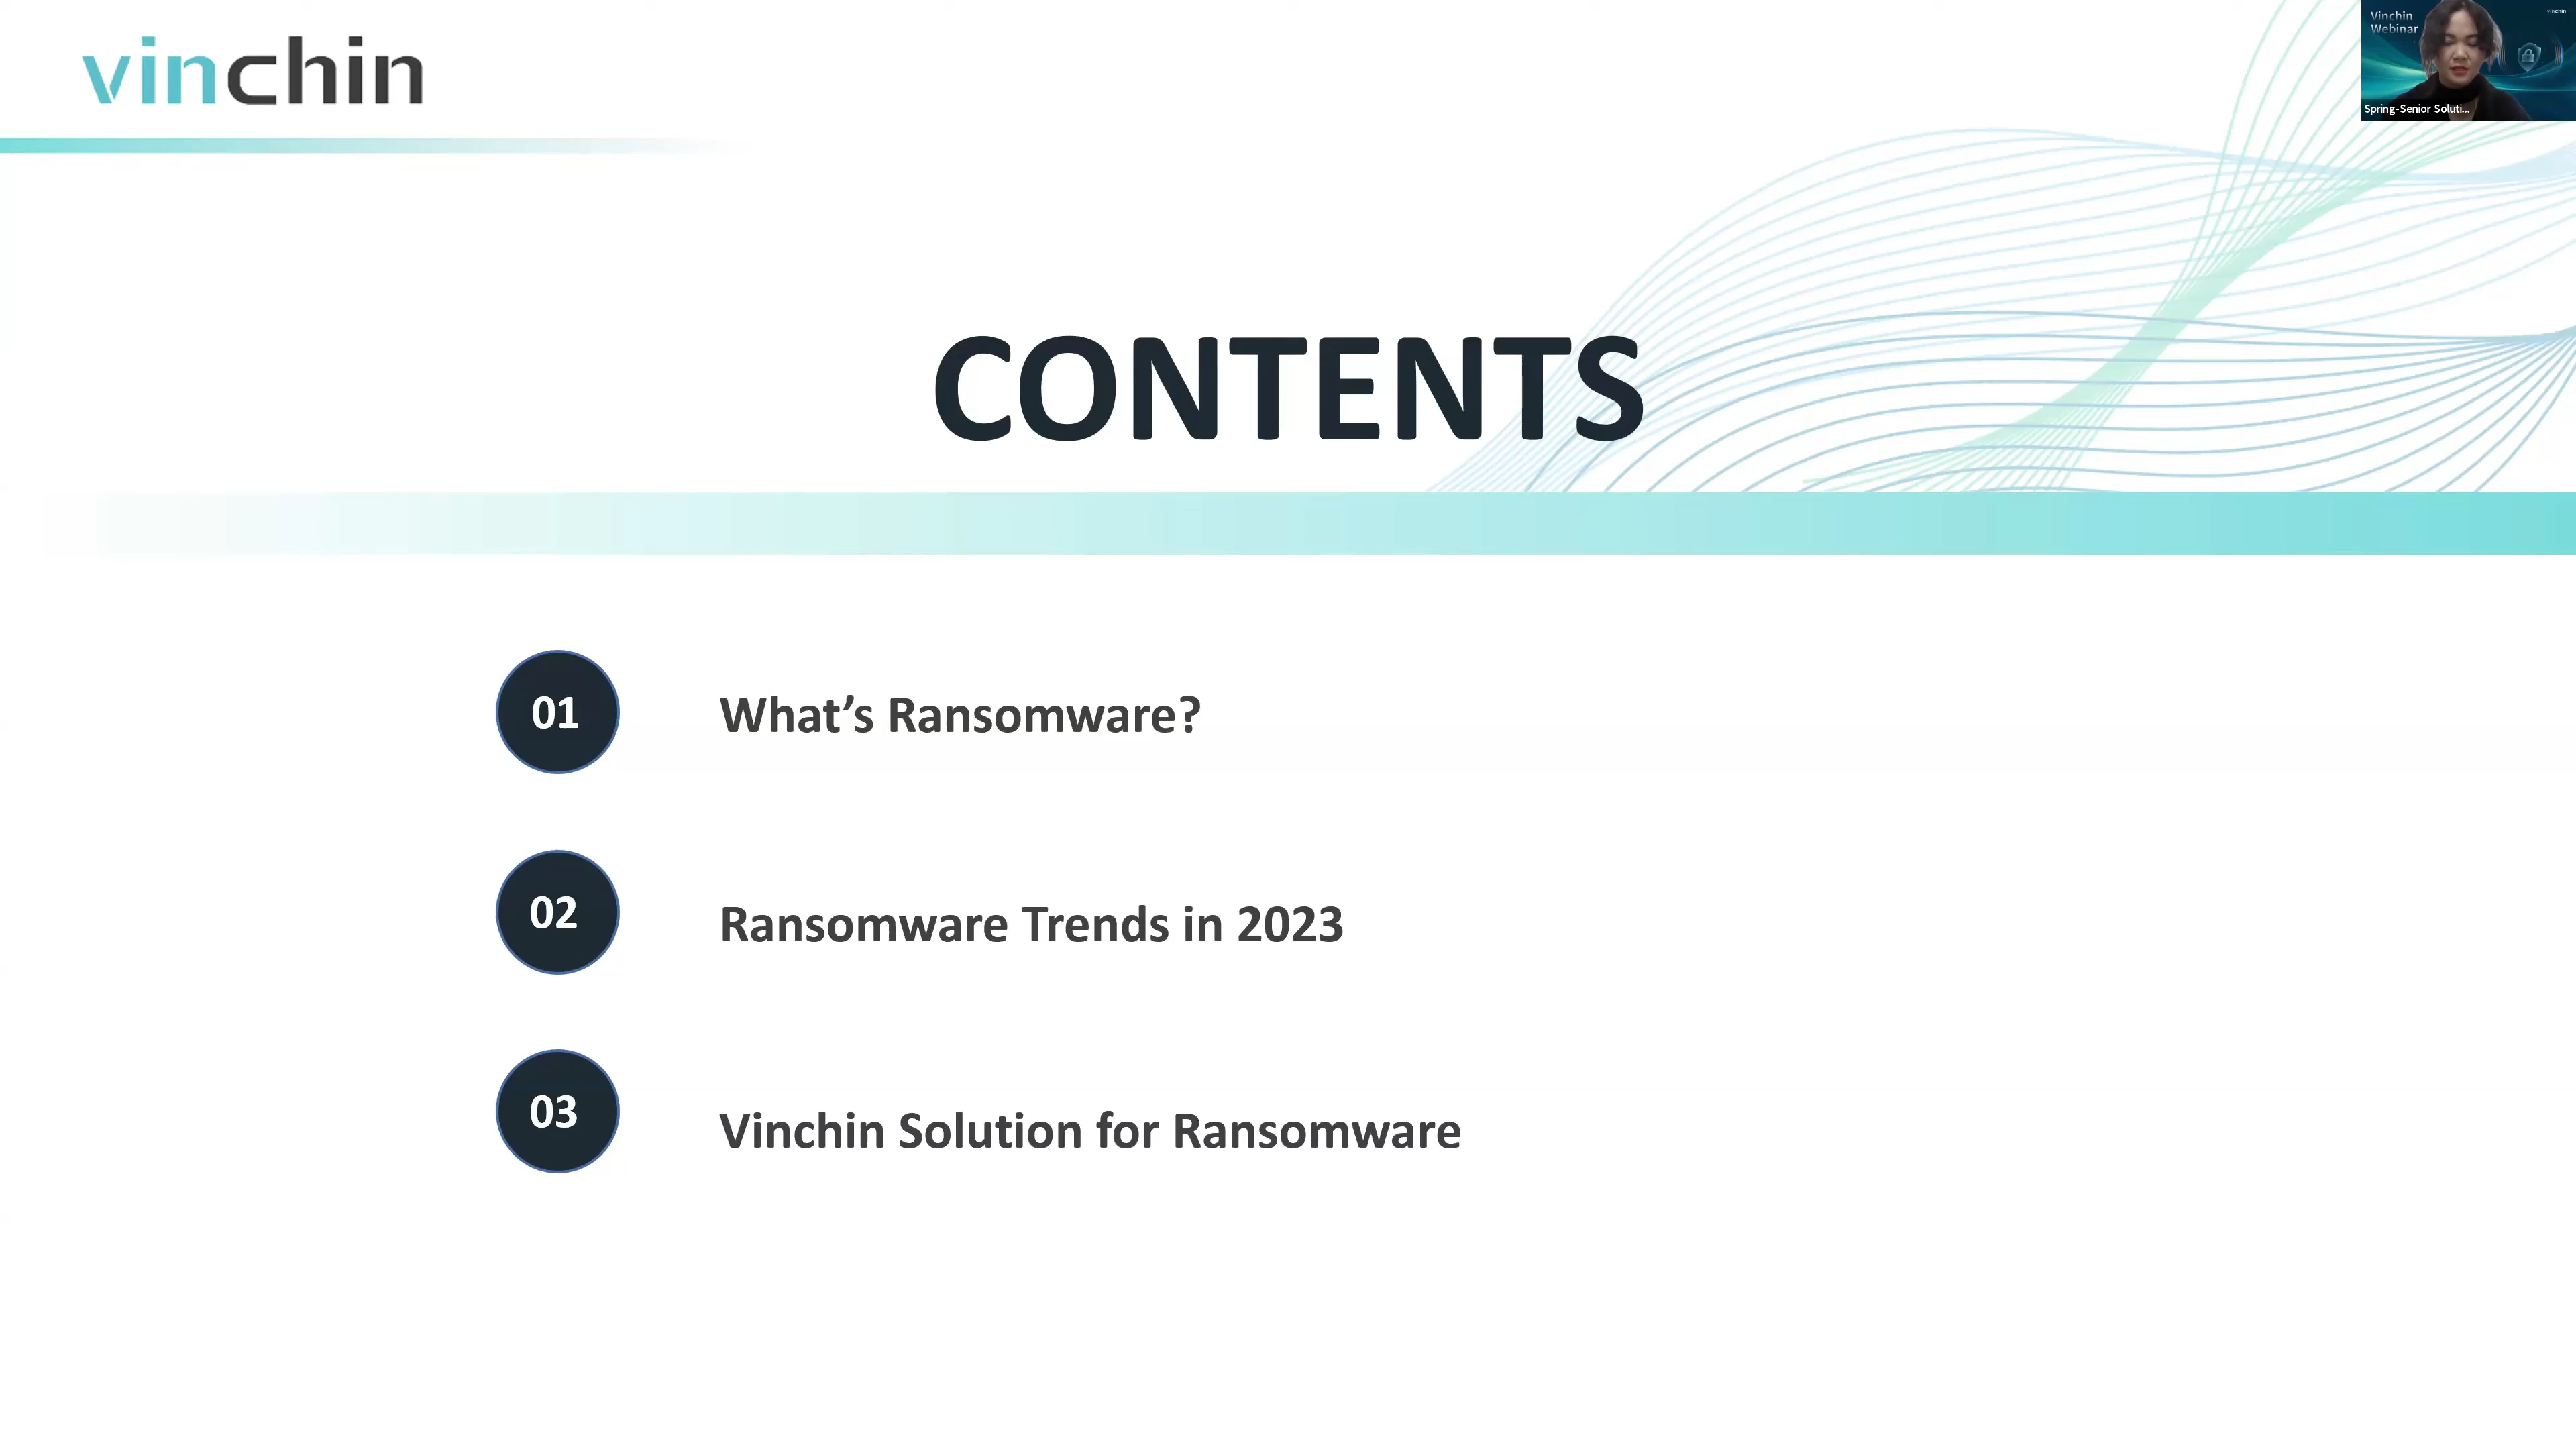 vinchin
Vinchin
Webinar
vinchin
Spring-Senior Soluti...
CONTENTS
01
What’s Ransomware?
02
Ransomware Trends in 2023
03
Vinchin Solution for Ransomware